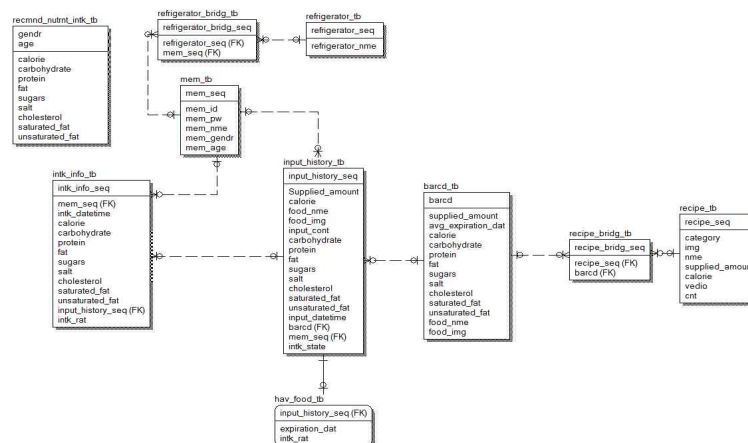 recmnd_nutrnt_intk_tb
gendr
age
calorie
carbohydrate
protein
fat
sugars
salt
cholesterol
saturated_fat
unsaturated_fat
refrigerator_bridg_tb
refrigerator_bridg_seq
refrigerator_seq (FK)
mem_seq (FK)
refrigerator_tb
refrigerator_seq
refrigerator_nme
mem_tb
mem_seq
mem_id
mem_pw
mem_nme
mem_gendr
mem_age
intk_info_tb
intk_info_seq
mem_seq (FK)
intk_datetime
calorie
carbohydrate
protein
fat
sugars
salt
cholesterol
saturated_fat
unsaturated_fat
input_history_seq (FK)
intk_rat
input_history_tb
input_history_seq
Supplied_amount
calorie
food_nme
food_img
input_cont
carbohydrate
protein
fat
sugars
salt
cholesterol
saturated_fat
unsaturated_fat
input_datetime
barcd (FK)
mem_seq (FK)
intk_state
hav_food_tb
input_history_seq (FK)
expiration_dat
intk_rat
barcd_tb
barcd
supplied_amount
avg_expiration_dat
calorie
carbohydrate
protein
fat
sugars
salt
cholesterol
saturated_fat
unsaturated_fat
food_nme
food_img
recipe_bridg_tb
recipe_bridg_seq
recipe_seq (FK)
barcd (FK)
recipe_tb
recipe_seq
category
img
nme
supplied_amoun
calorie
vedio
cnt